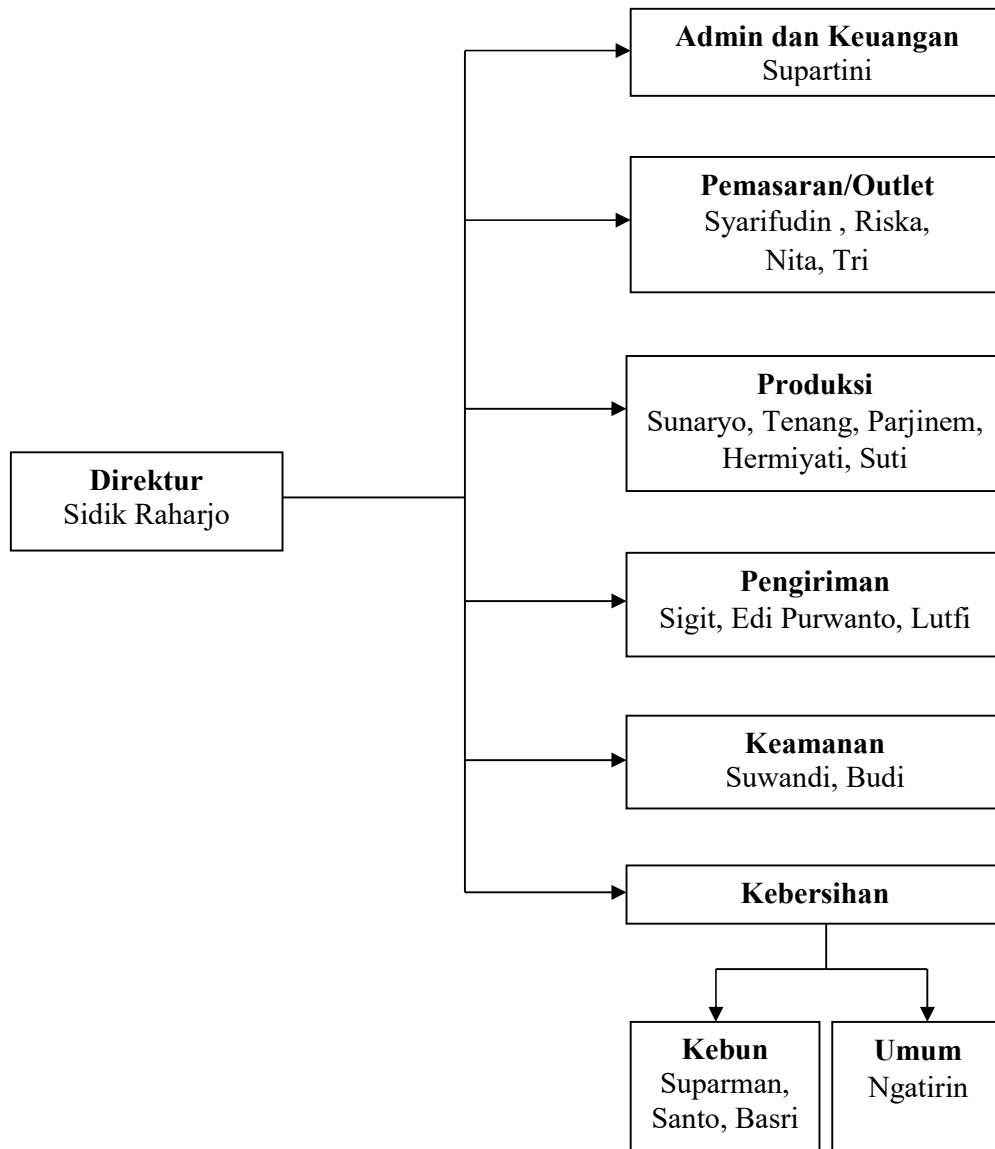 Admin dan Keuangan
Supartini
Pemasaran/Outlet
Syarifudin , Riska,
Nita, Tri
Produksi
Sunaryo, Tenang, Parjinem,
Hermiyati, Suti
Direktur
Sidik Raharjo
Pengiriman
Sigit, Edi Purwanto, Lutfi
Keamanan
Suwandi, Budi
Kebersihan
Kebun
Suparman,
Santo, Basri
Umum
Ngatirin